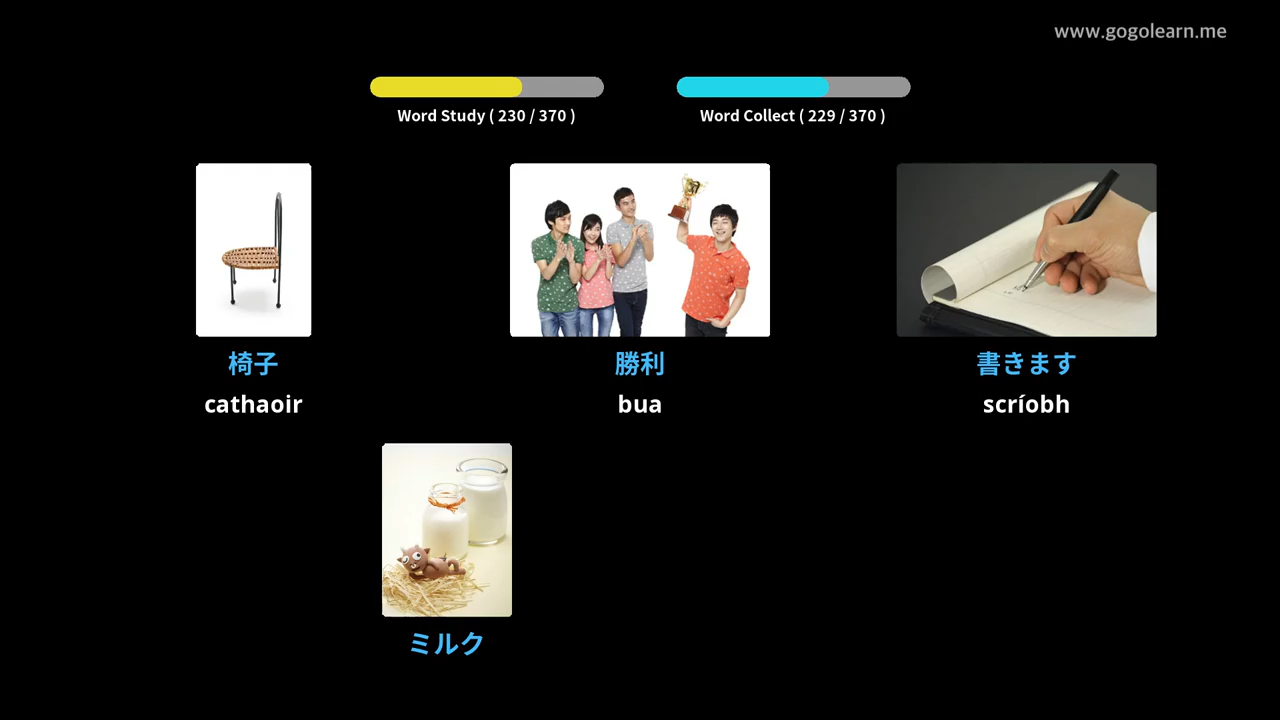 www.gogolearn.me
Word Study ( 230 / 370 )
Word Collect ( 229 / 370 )
椅子
勝利
書きます
cathaoir
bua
scríobh
ミルク